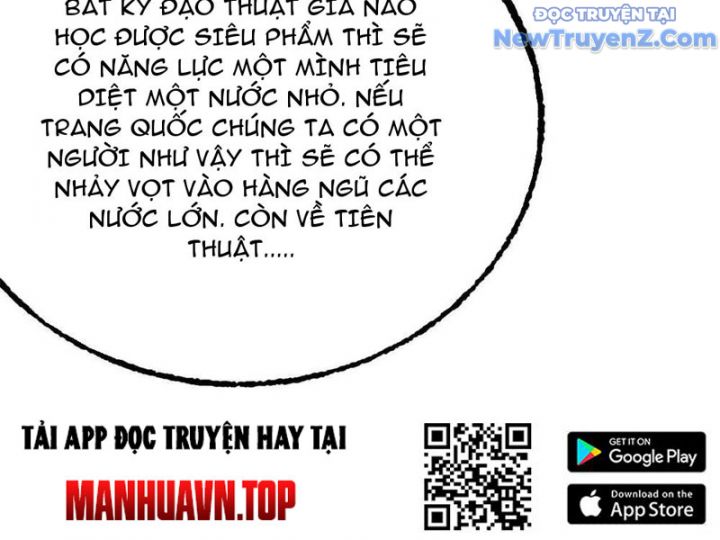 BẤT KỲ ĐẠO THUẬT GIA NÀO
HỌC ĐƯỢC SIÊU PHẨM THÌ SẼ
CÓ NĂNG LỰC MỘT MÌNH TIÊU
DIỆT MỘT NƯỚC NHỎ. NẾU
TRANG QUỐC CHÚNG TA CÓ MỘT
NGƯỜI NHƯ VẬY THÌ SẼ CÓ THỂ
NHẢY VỌT VÀO HÀNG NGŨ CÁC
NƯỚC LỚN. CÒN VỀ TIÊN
THUẬT.....
ĐỌC TRUYỆN TẠI
NewTruyenZ.Com
TẢI APP ĐỌC TRUYỆN HAY TẠI
MANHUAVN.TOP
GET IT ON
Google Play
Download on the
App Store